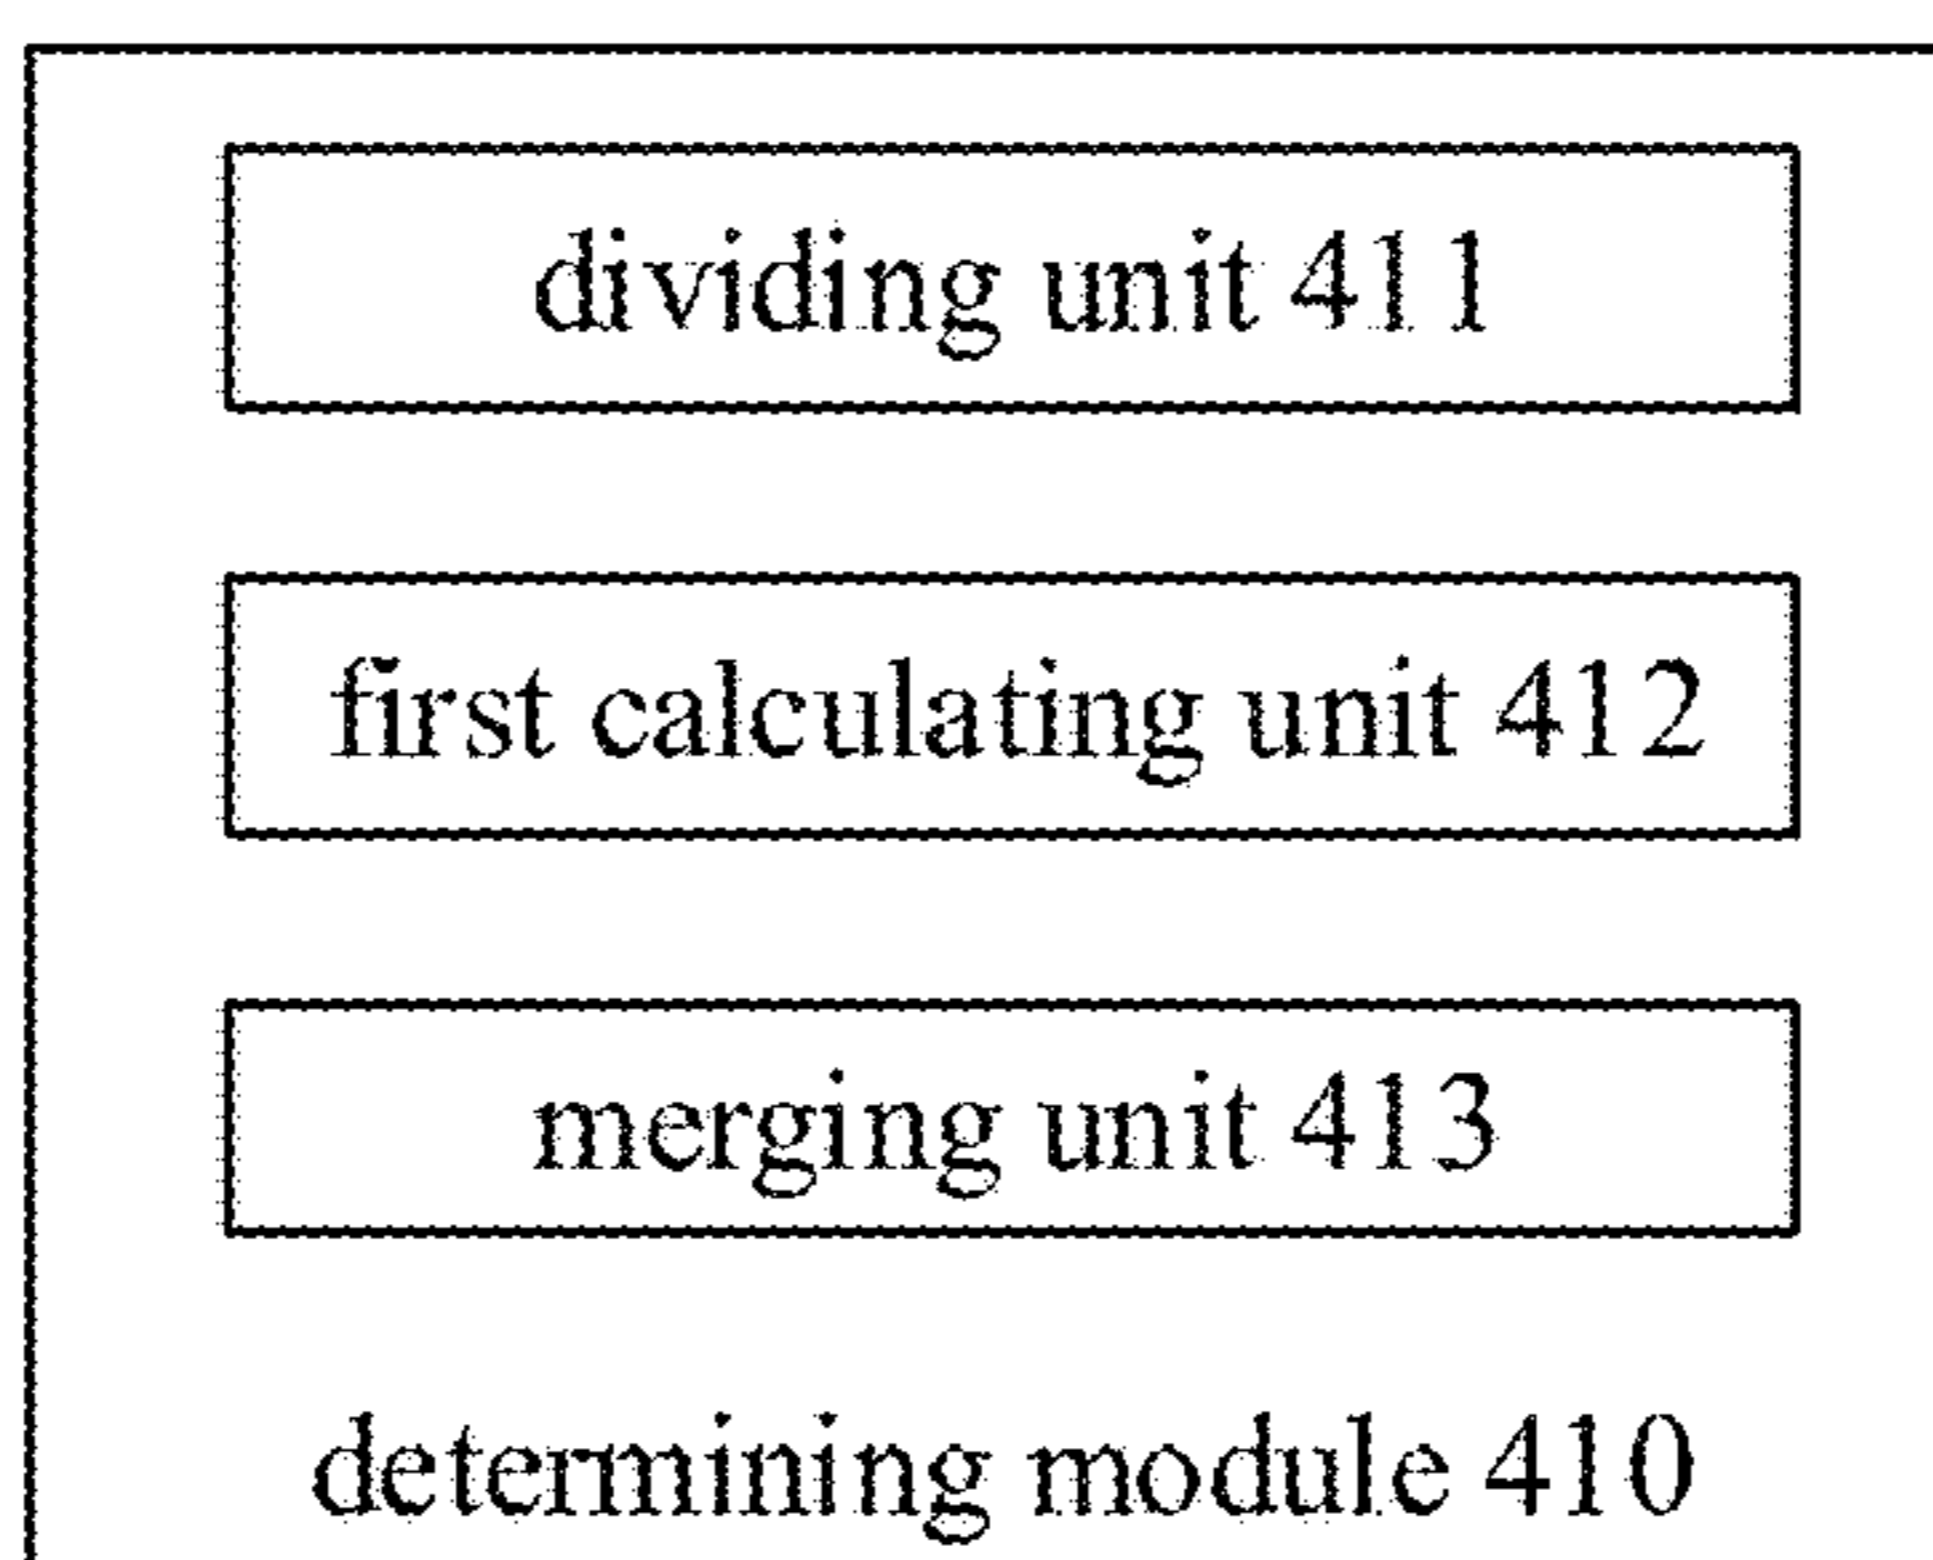 dividing unit 411
first calculating unit 412
merging unit 413
determining module 410